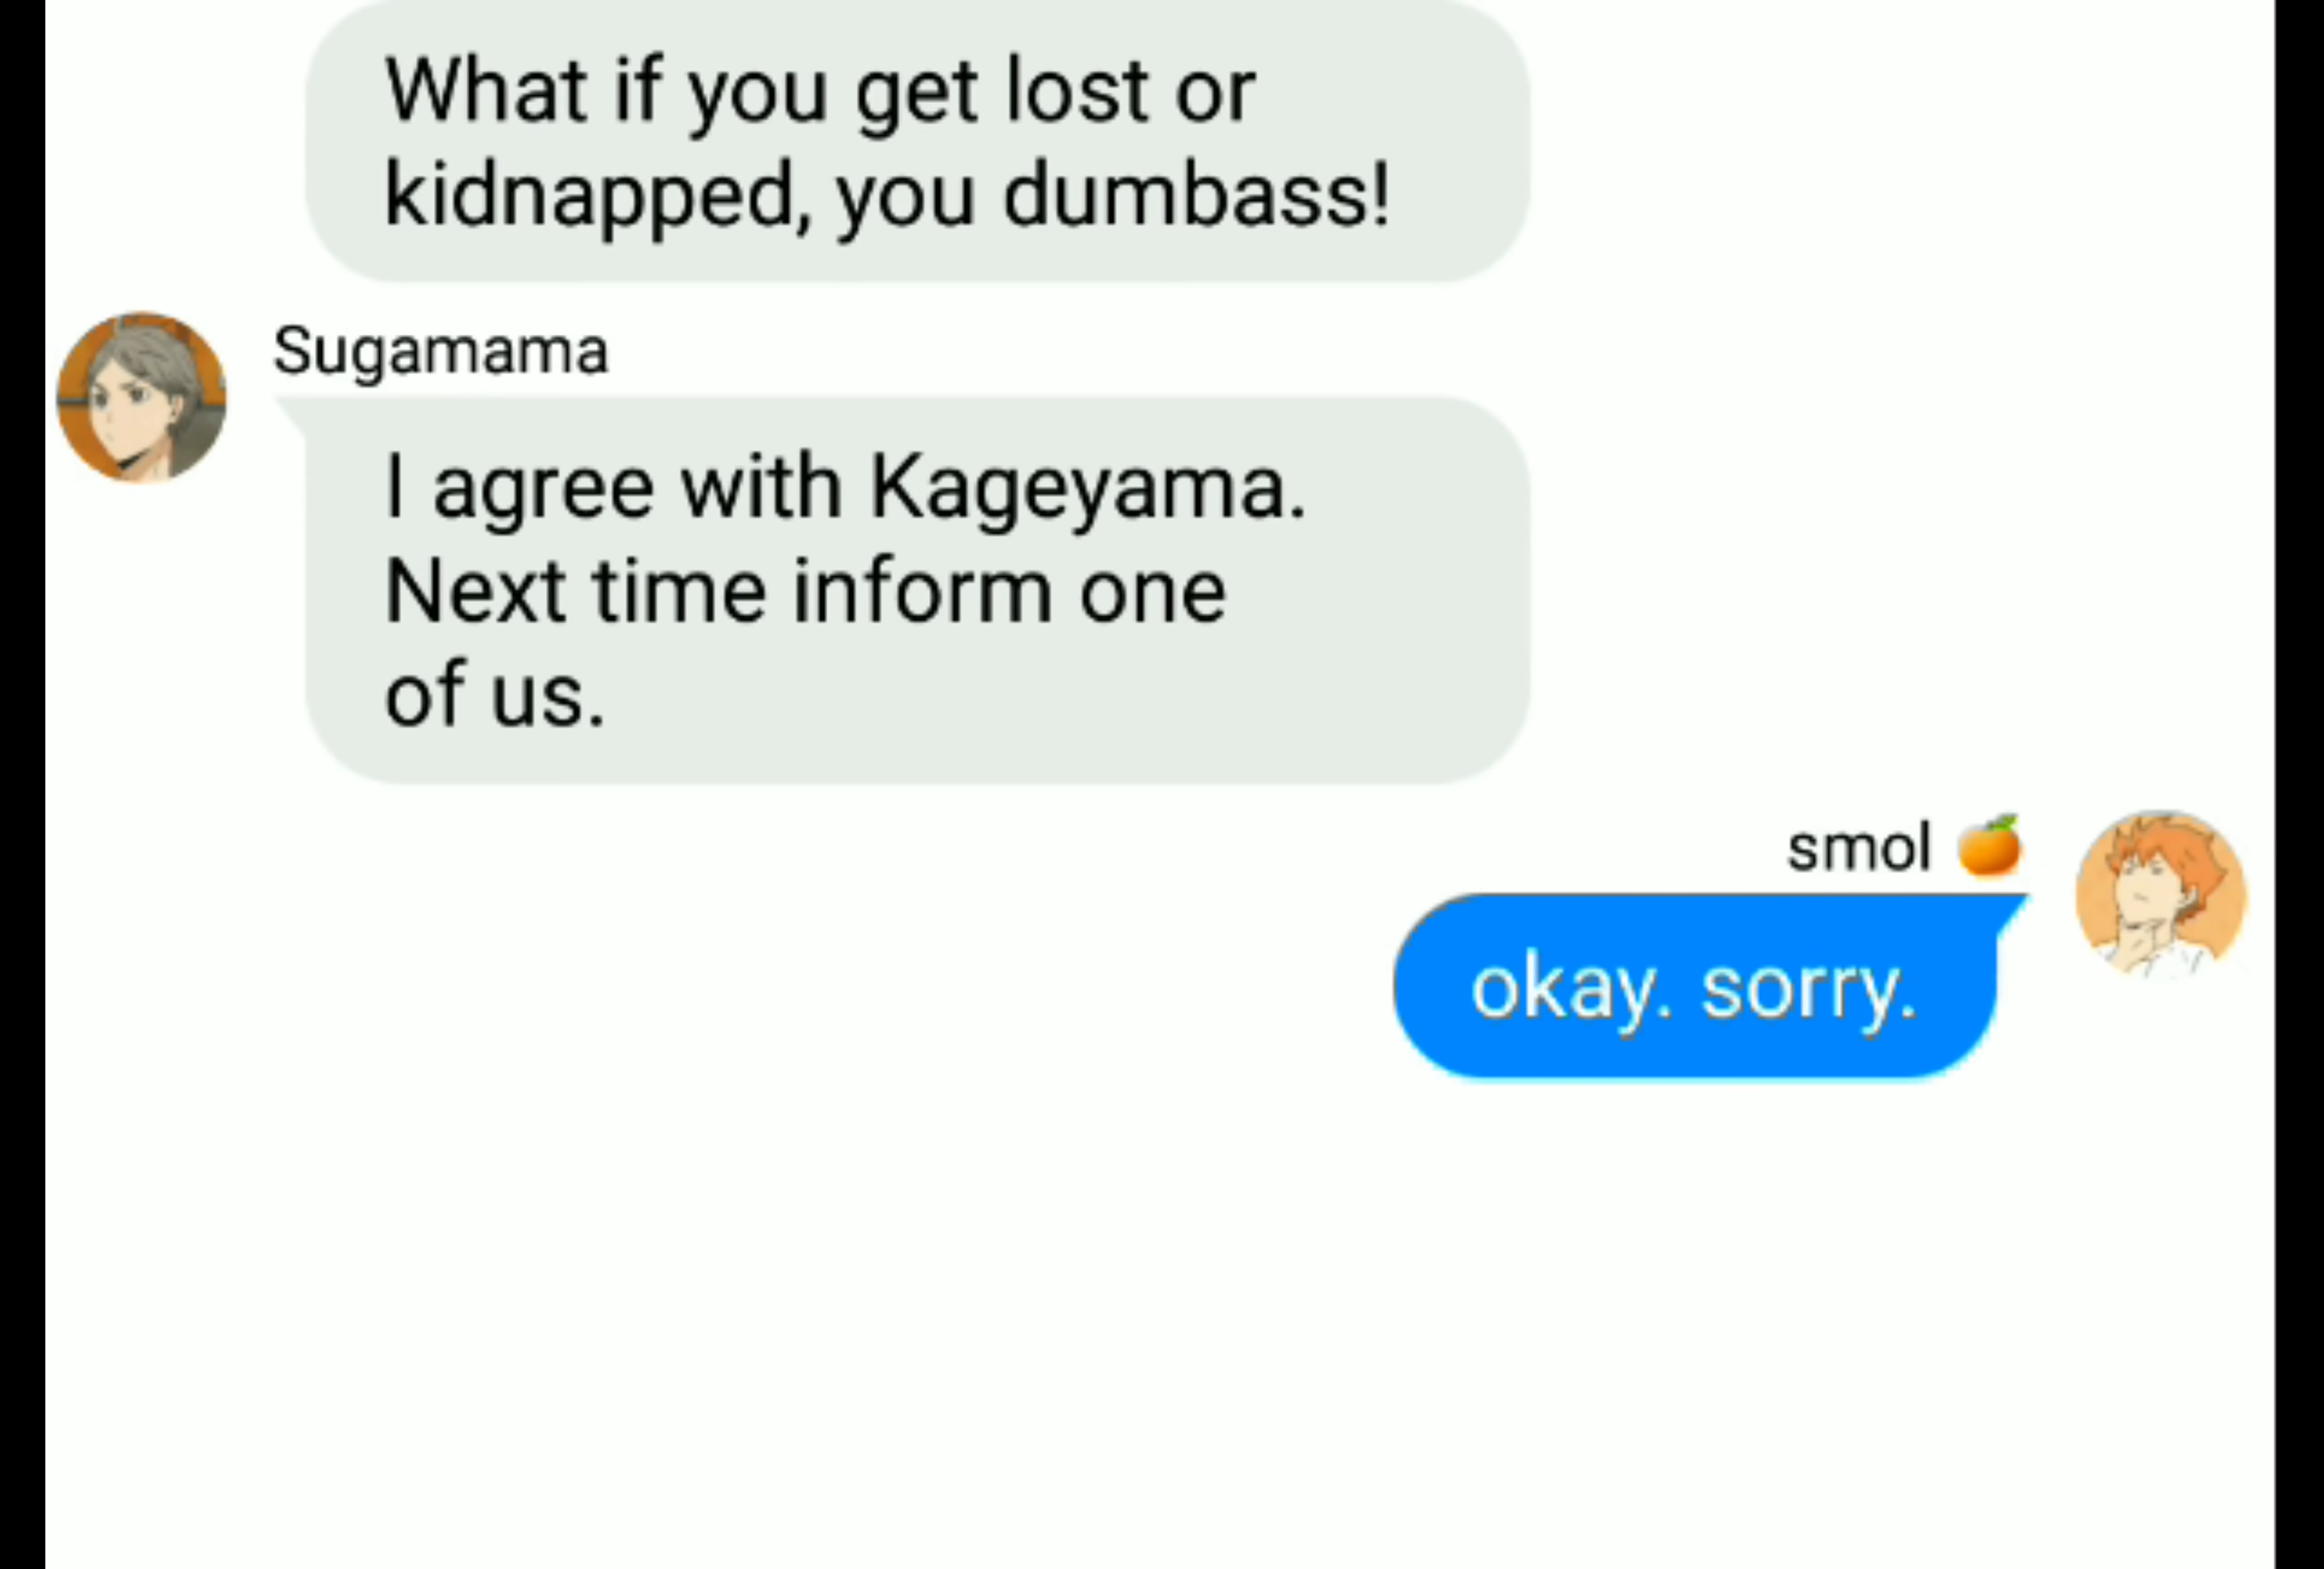 What if you get lost or
kidnapped, you dumbass!
Sugamama
I agree with Kageyama.
Next time inform one
of us.
smol 🍊
okay. sorry.